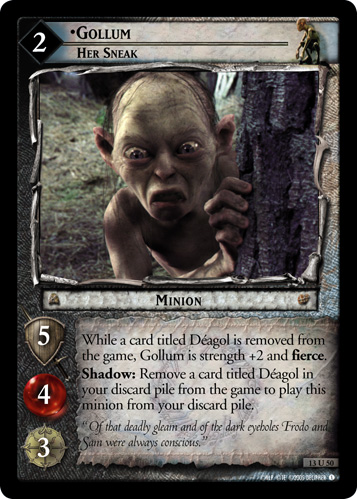 2
•Gollum
Her Sneak
Minion
5
4
3
While a card titled Déagol is removed from
the game, Gollum is strength +2 and fierce.
Shadow: Remove a card titled Déagol in
your discard pile from the game to play this
minion from your discard pile.
"Of that deadly gleam and of the dark eyeholes Frodo and
Sam were always conscious."
13 U 50